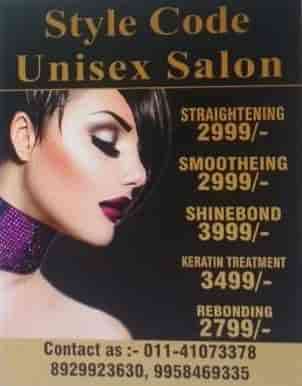 Style Code
Unisex Salon
STRAIGHTENING
2999/-
SMOOTHEING
2999/-
SHINEBOND
3999/-
KERATIN TREATMENT
3499/-
REBONDING
2799/-
Contact as :- 011-41073378
8929923630, 9958469335